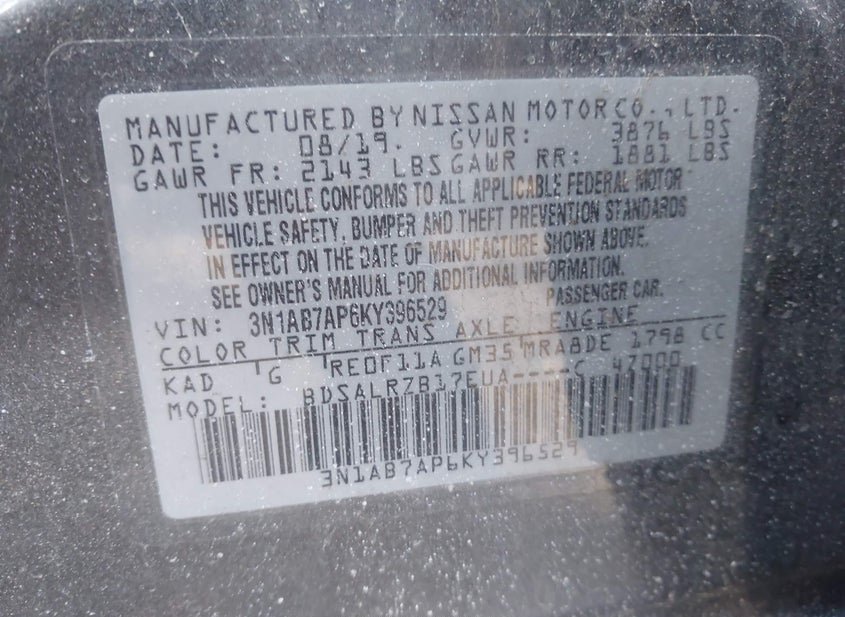 MANUFACTURED BY NISSAN MOTOR CO., LTD.
DATE: 08/19. GVWR: 3876 LBS
GAWR FR: 2143 LBS GAWR RR: 1881 LBS
THIS VEHICLE CONFORMS TO ALL APPLICABLE FEDERAL MOTOR
VEHICLE SAFETY, BUMPER AND THEFT PREVENTION STANDARDS
IN EFFECT ON THE DATE OF MANUFACTURE SHOWN ABOVE.
SEE OWNER'S MANUAL FOR ADDITIONAL INFORMATION.
VIN: 3N1AB7AP6KY396529 PASSENGER CAR.
COLOR TRIM TRANS AXLE ENGINE
KAD G RE0F11A GM35 MRA8DE 1798 CC
MODEL: BDSALRZB17EUA----C 47000
3N1AB7AP6KY396529